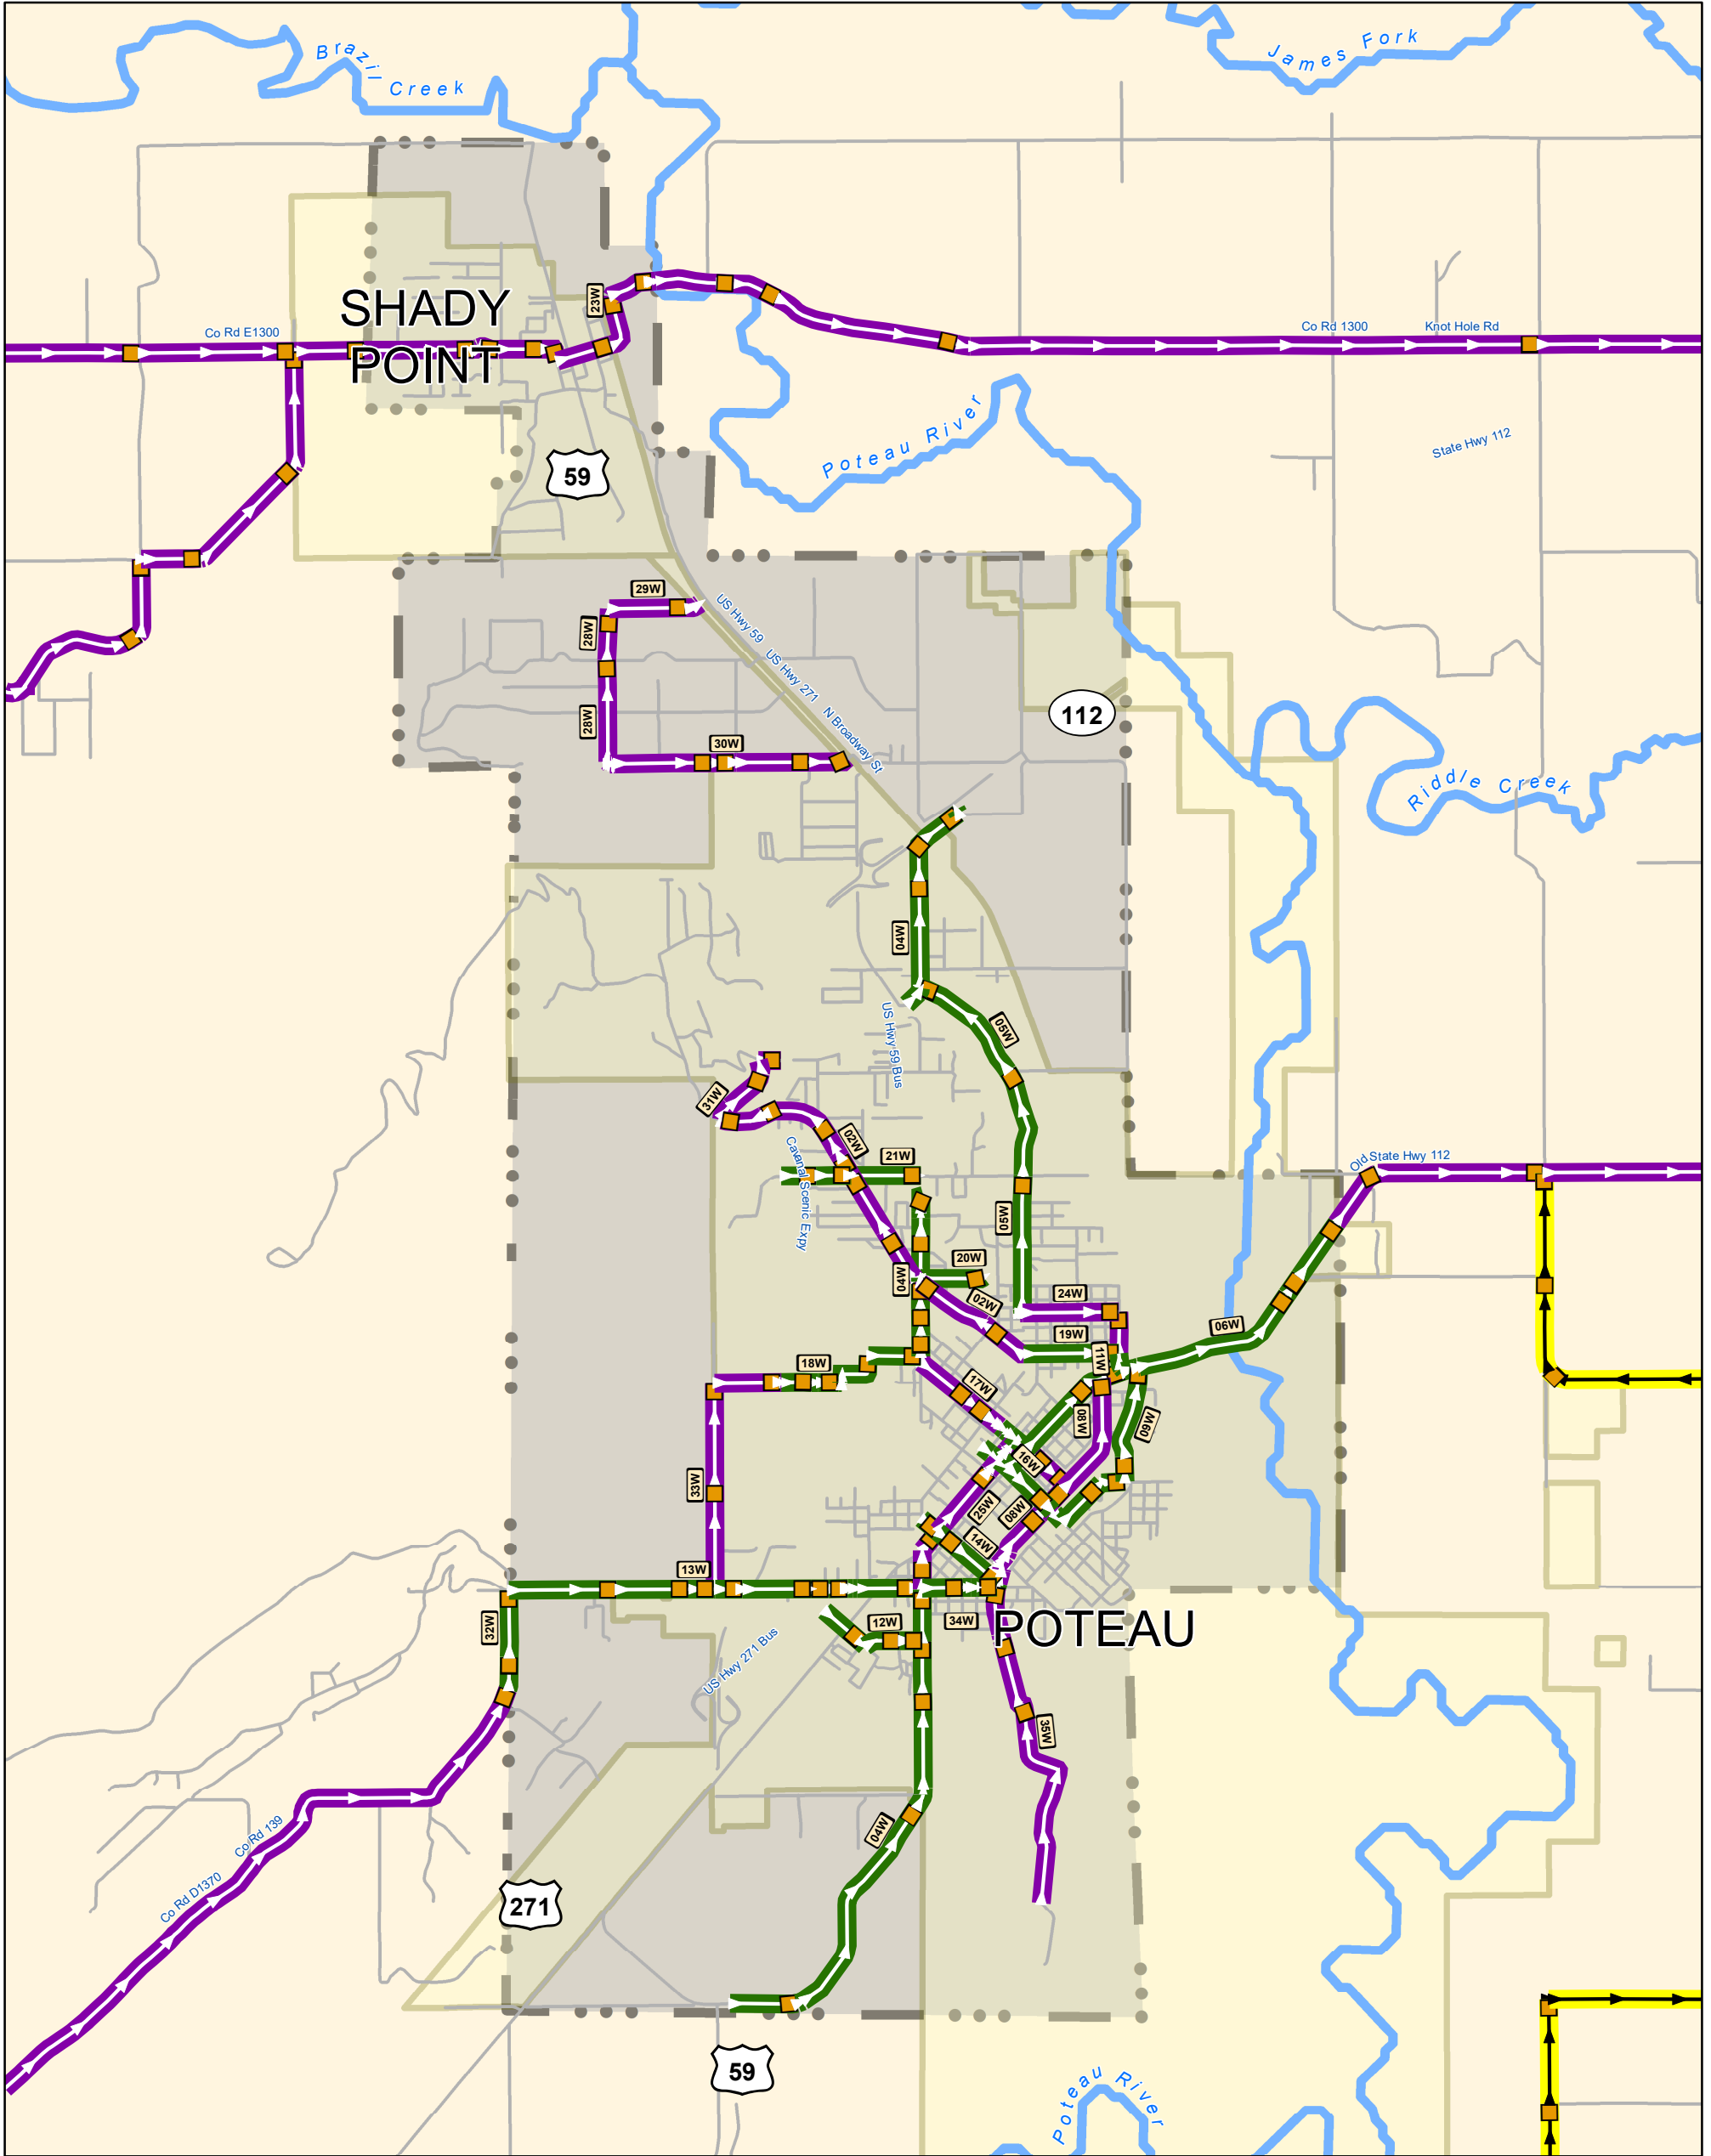 Brazil Creek
James Fork
SHADY
POINT
Co Rd E1300
23W
Co Rd 1300
Knot Hole Rd
Poteau River
State Hwy 112
59
29W
28W
US Hwy 59
US Hwy 271
N Broadway St
28W
30W
112
Riddle Creek
04W
US Hwy 59 Bus
05W
31W
02W
Cavanal Scenic Expy
21W
Old State Hwy 112
05W
20W
04W
02W
24W
19W
06W
11W
18W
17W
08W
09W
16W
33W
25W
08W
14W
13W
32W
12W
34W
POTEAU
US Hwy 271 Bus
35W
04W
Co Rd 139
Co Rd D1370
271
59
Poteau River